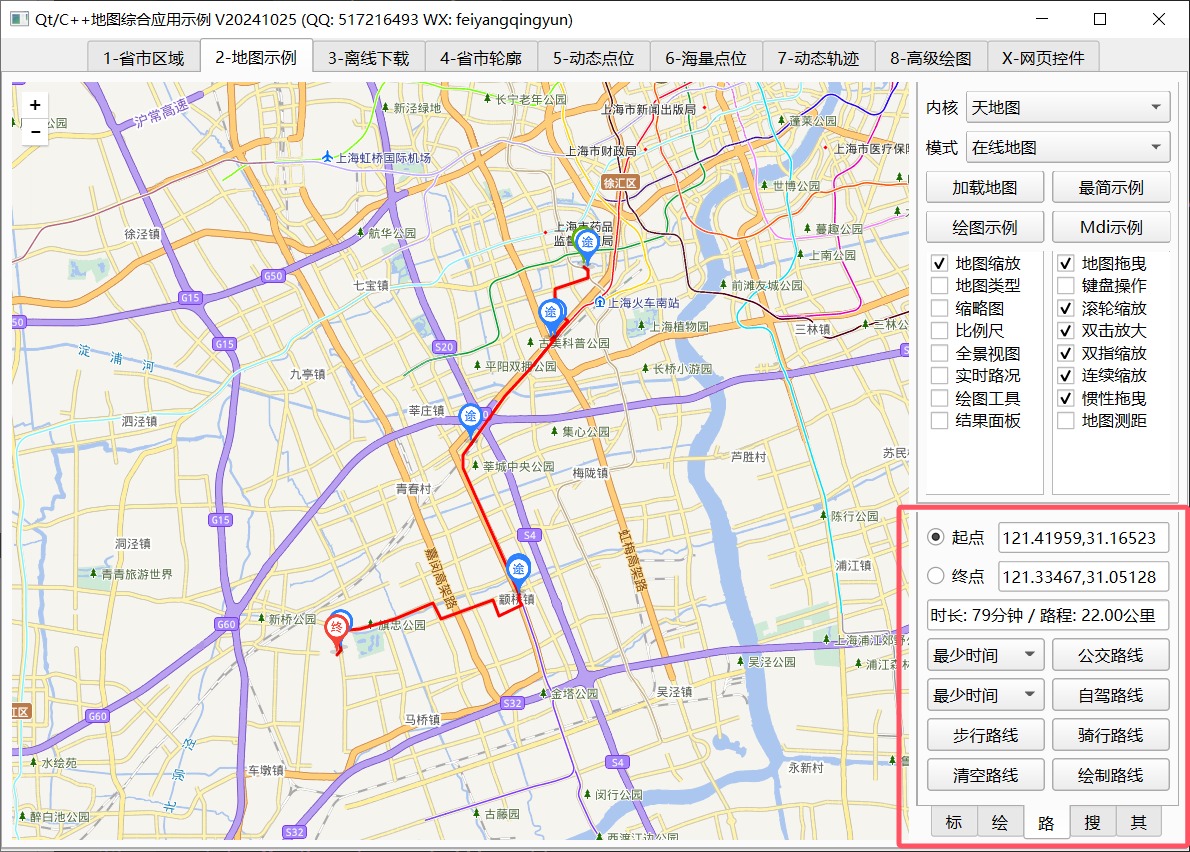 Qt/C++地图综合应用示例 V20241025 (QQ: 517216493 WX: feiyangqingyun)
1-省市区域
2-地图示例
3-离线下载
4-省市轮廓
5-动态点位
6-海量点位
7-动态轨迹
8-高级绘图
X-网页控件
+
-
沪常高速
新泾绿地
长宁老年公园
上海市新闻出版局
蓬莱公园
上海虹桥国际机场
上海市财政局
上海市医疗保
徐汇区
世博公园
徐泾镇
航华公园
上海市药品
监督
局
途
蔓趣公园
上南公园
G50
七宝镇
前滩友城公园
G15
上海火车南站
途
三林镇
三林公
上海植物园
50
G15
S20
古美科普公园
淀浦河
平阳双拥公园
长桥小游园
九亭镇
途
莘庄镇
泗泾镇
集心公园
芦胜村
苏民
莘城中央公园
梅陇镇
青春村
G15
陈行公园
S4
洞泾镇
嘉闵高架路
虹梅高架路
青青旅游世界
途
浦江镇
颛桥镇
新桥公园
G60
终
旗忠公园
上海浦江郊野
吴泾公园
浦江森
金塔公园
吴泾镇
S32
江区
G60
马桥镇
水绘苑
S4
车墩镇
永新村
闵行公园
古藤园
醉白池公园
S32
西渡江边公园
内核
天地图
模式
在线地图
加载地图
最简示例
绘图示例
Mdi示例
地图缩放
地图拖曳
地图类型
键盘操作
缩略图
滚轮缩放
比例尺
双击放大
全景视图
双指缩放
实时路况
连续缩放
绘图工具
惯性拖曳
结果面板
地图测距
起点
121.41959,31.16523
终点
121.33467,31.05128
时长: 79分钟 / 路程: 22.00公里
最少时间
公交路线
最少时间
自驾路线
步行路线
骑行路线
清空路线
绘制路线
标
绘
路
搜
其